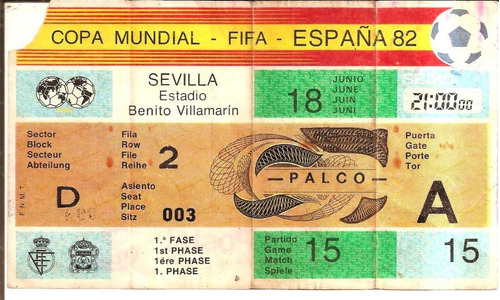 COPA MUNDIAL - FIFA - ESPAÑA 82
SEVILLA
Estadio
Benito Villamarín
18
JUNIO
JUNE
JUIN
JUNI
21:00:00
Sector
Block
Secteur
Abteilung
D
Fila
Row
File
Reihe
2
Asiento
Seat
Place
Sitz
003
PALCO
Puerta
Gate
Porte
Tor
A
F.N.M.T.
1.ª FASE
1st PHASE
1ére PHASE
1. PHASE
Partido
Game
Match
Spiele
15
15